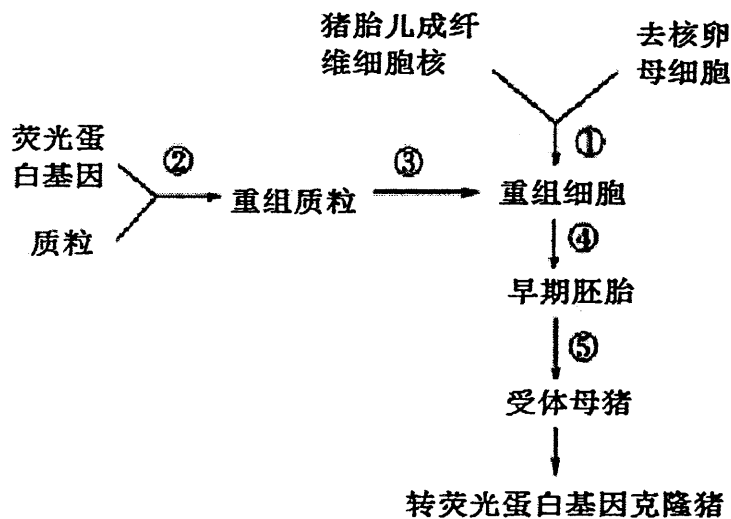 猪胎儿成纤
维细胞核
去核卵
母细胞
①
荧光蛋
白基因
②
质粒
重组质粒
③
重组细胞
④
早期胚胎
⑤
受体母猪
转荧光蛋白基因克隆猪